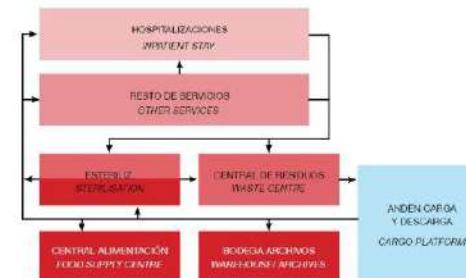 HOSPITALIZACIONES
INPATIENT STAY
RESTO DE SERVICIOS
OTHER SERVICES
ESTERILIZ.
STERILISATION
CENTRAL DE RESIDUOS
WASTE CENTRE
ANDEN CARGA
Y DESCARGA
CARGO PLATFORM
CENTRAL ALIMENTACIÓN
FOOD SUPPLY CENTRE
BODEGA ARCHIVOS
WAREHOUSE/ ARCHIVES